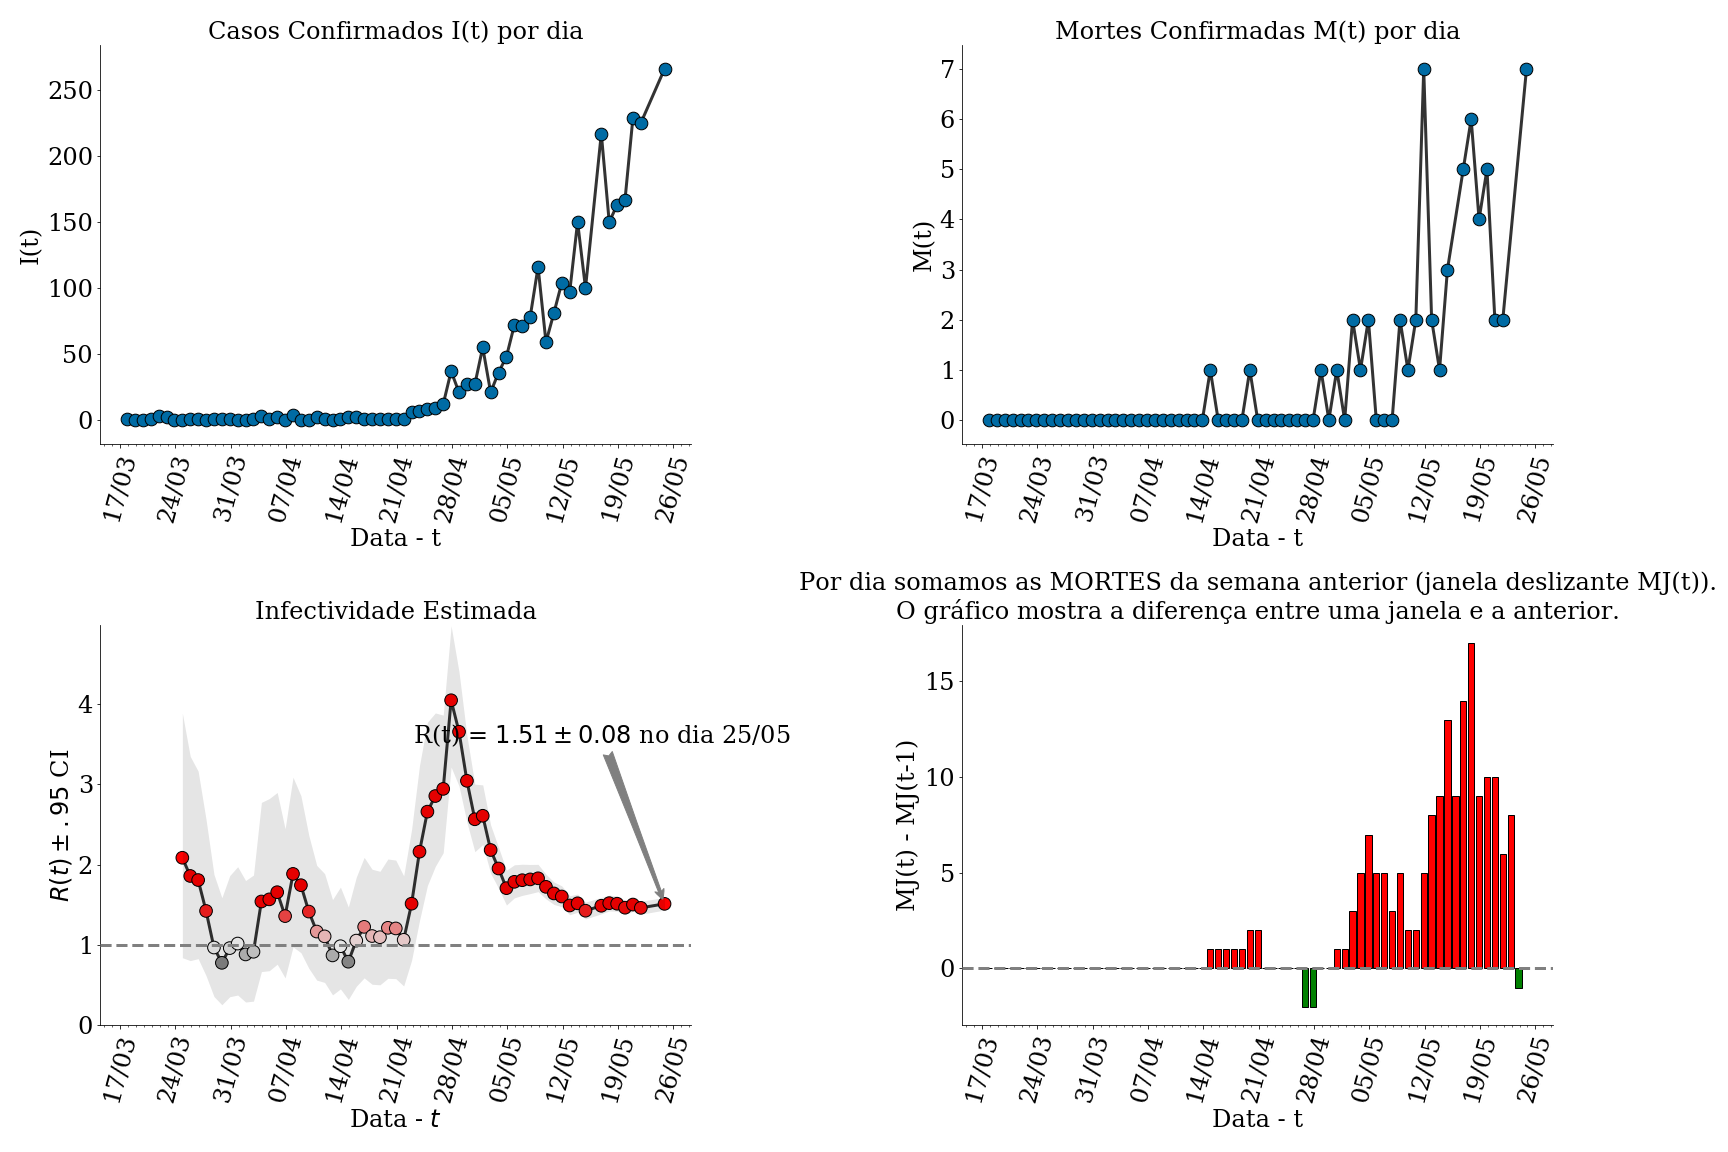 Casos Confirmados I(t) por dia
I(t)
250
200
150
100
50
0
17/03 24/03 31/03 07/04 14/04 21/04 28/04 05/05 12/05 19/05 26/05
Data - t
Mortes Confirmadas M(t) por dia
M(t)
7
6
5
4
3
2
1
0
17/03 24/03 31/03 07/04 14/04 21/04 28/04 05/05 12/05 19/05 26/05
Data - t
Infectividade Estimada
R(t) ± .95 CI
4
3
2
1
0
R(t) = 1.51 ± 0.08 no dia 25/05
17/03 24/03 31/03 07/04 14/04 21/04 28/04 05/05 12/05 19/05 26/05
Data - t
Por dia somamos as MORTES da semana anterior (janela deslizante MJ(t)).
O gráfico mostra a diferença entre uma janela e a anterior.
MJ(t) - MJ(t-1)
15
10
5
0
17/03 24/03 31/03 07/04 14/04 21/04 28/04 05/05 12/05 19/05 26/05
Data - t